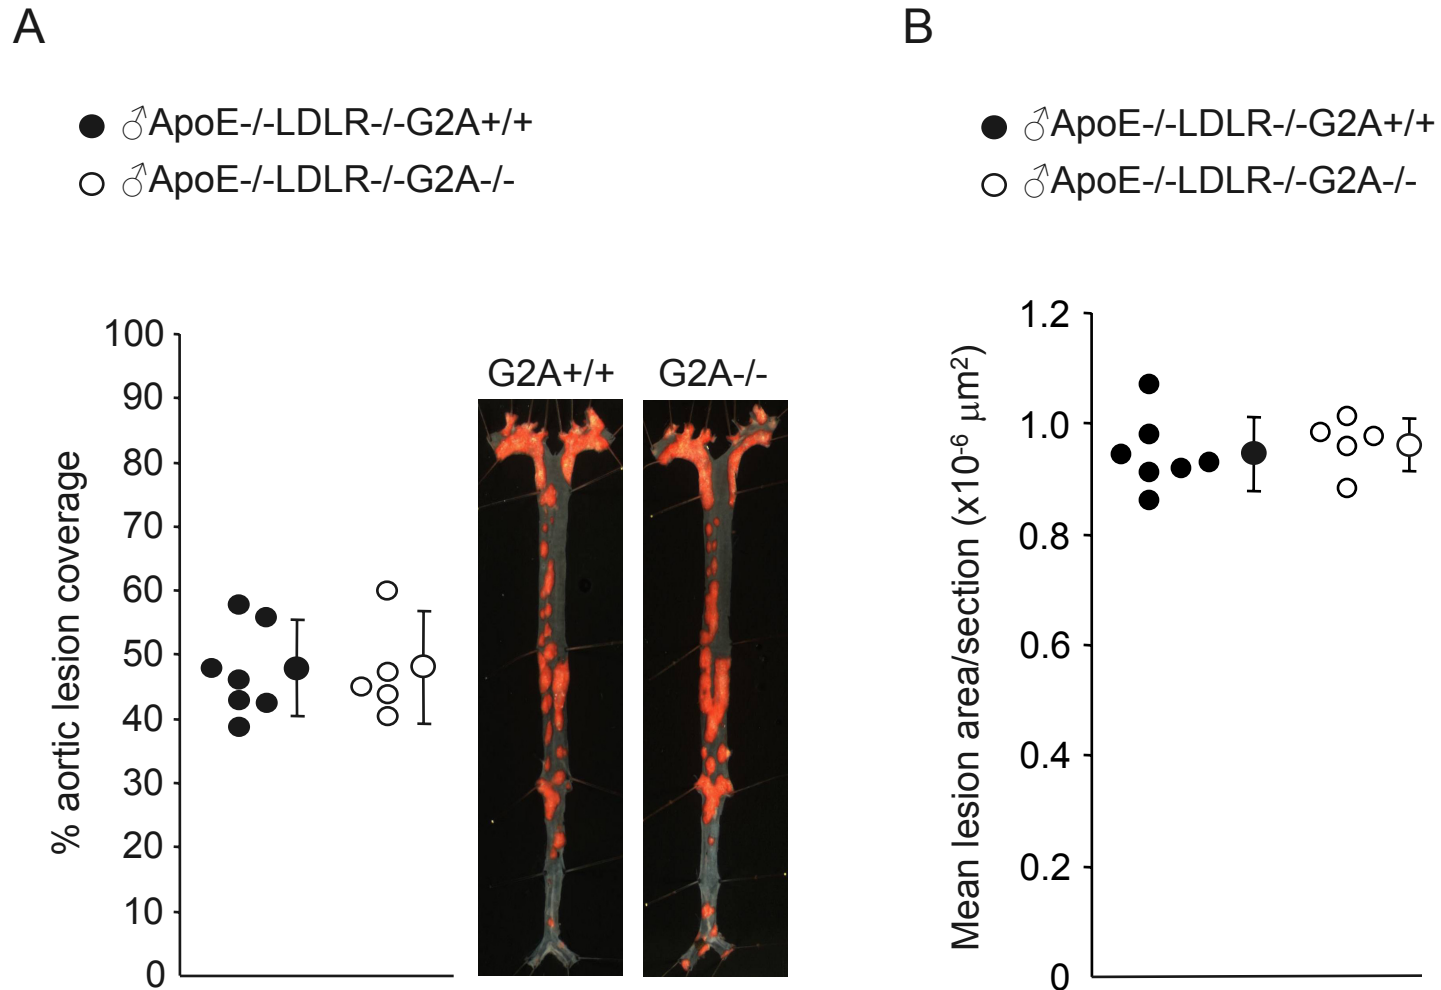 A
♂ApoE-/-LDLR-/-G2A+/+
♂ApoE-/-LDLR-/-G2A-/-
% aortic lesion coverage
100
90
80
70
60
50
40
30
20
10
0
G2A+/+
G2A-/-
B
♂ApoE-/-LDLR-/-G2A+/+
♂ApoE-/-LDLR-/-G2A-/-
Mean lesion area/section (x10⁻⁶ μm²)
1.2
1.0
0.8
0.6
0.4
0.2
0